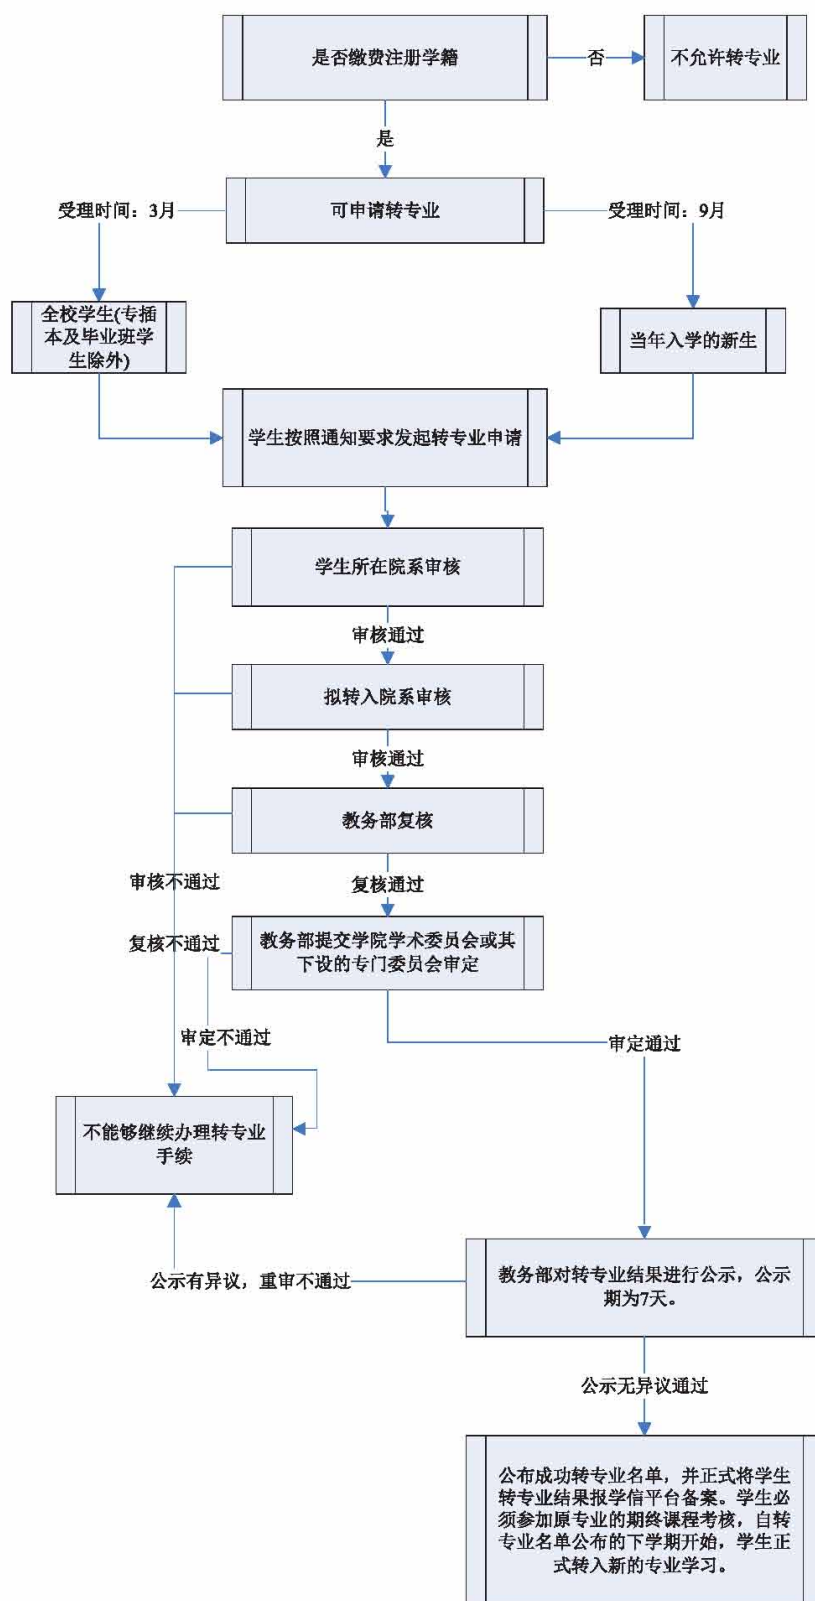 是否缴费注册学籍
否
不允许转专业
是
受理时间：3月
可申请转专业
受理时间：9月
全校学生(专插
本及毕业班学
生除外)
当年入学的新生
学生按照通知要求发起转专业申请
学生所在院系审核
审核通过
拟转入院系审核
审核通过
教务部复核
审核不通过
复核通过
复核不通过
教务部提交学院学术委员会或其
下设的专门委员会审定
审定不通过
审定通过
不能够继续办理转专业
手续
公示有异议，重审不通过
教务部对转专业结果进行公示，公示
期为7天。
公示无异议通过
公布成功转专业名单，并正式将学生
转专业结果报学信平台备案。学生必
须参加原专业的期终课程考核，自转
专业名单公布的下学期开始，学生正
式转入新的专业学习。